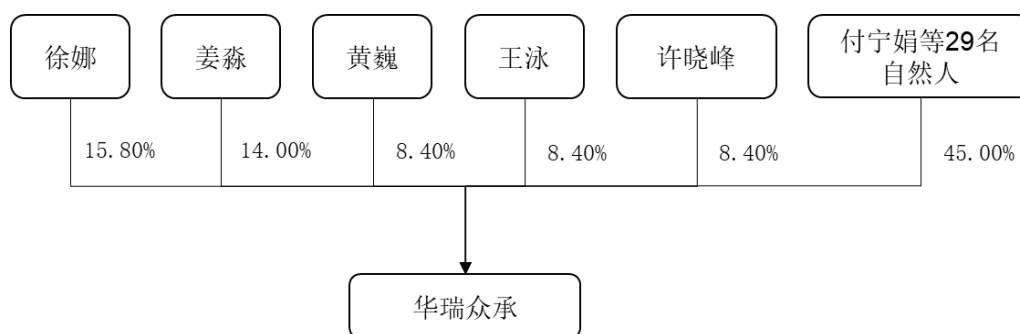 徐娜
姜淼
黄巍
王泳
许晓峰
付宁娟等29名
自然人
15.80%
14.00%
8.40%
8.40%
8.40%
45.00%
华瑞众承